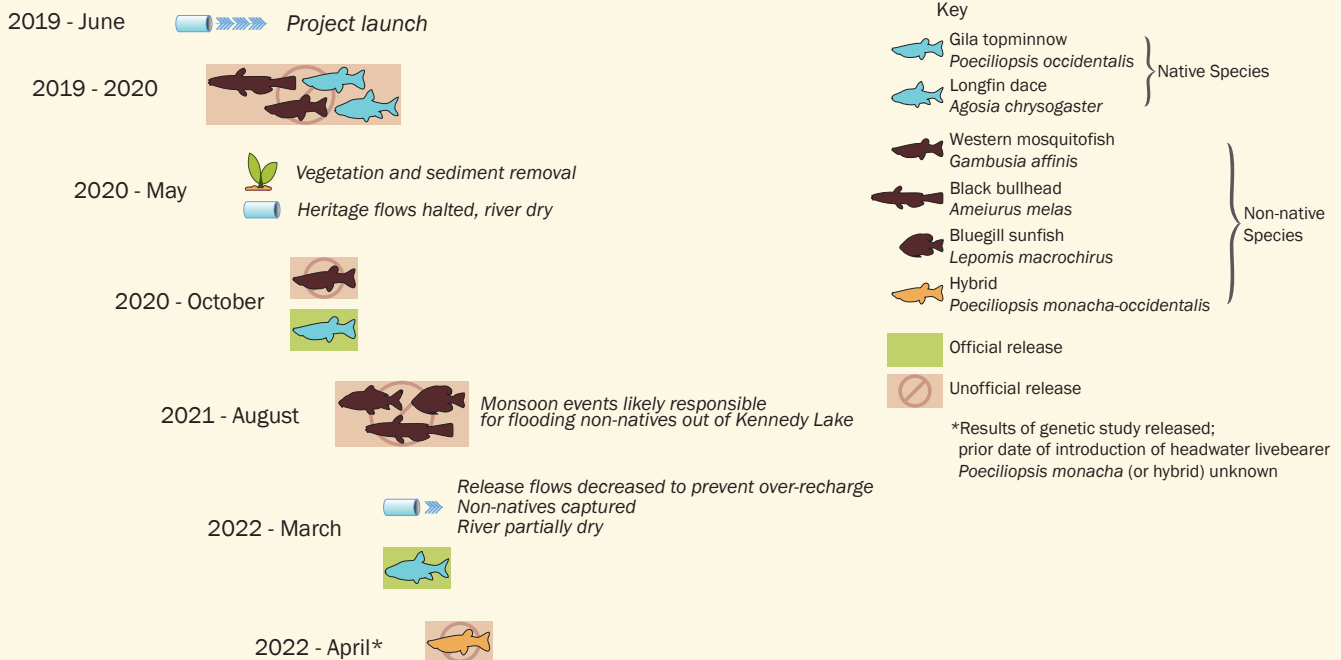 2019 - June
Project launch
2019 - 2020
2020 - May
Vegetation and sediment removal
Heritage flows halted, river dry
2020 - October
2021 - August
Monsoon events likely responsible
for flooding non-natives out of Kennedy Lake
2022 - March
Release flows decreased to prevent over-recharge
Non-natives captured
River partially dry
2022 - April*
Key
Gila topminnow
Poeciliopsis occidentalis
Longfin dace
Agosia chrysogaster
Native Species
Western mosquitofish
Gambusia affinis
Black bullhead
Ameiurus melas
Bluegill sunfish
Lepomis macrochirus
Hybrid
Poeciliopsis monacha-occidentalis
Non-native
Species
Official release
Unofficial release
*Results of genetic study released;
prior date of introduction of headwater livebearer
Poeciliopsis monacha (or hybrid) unknown